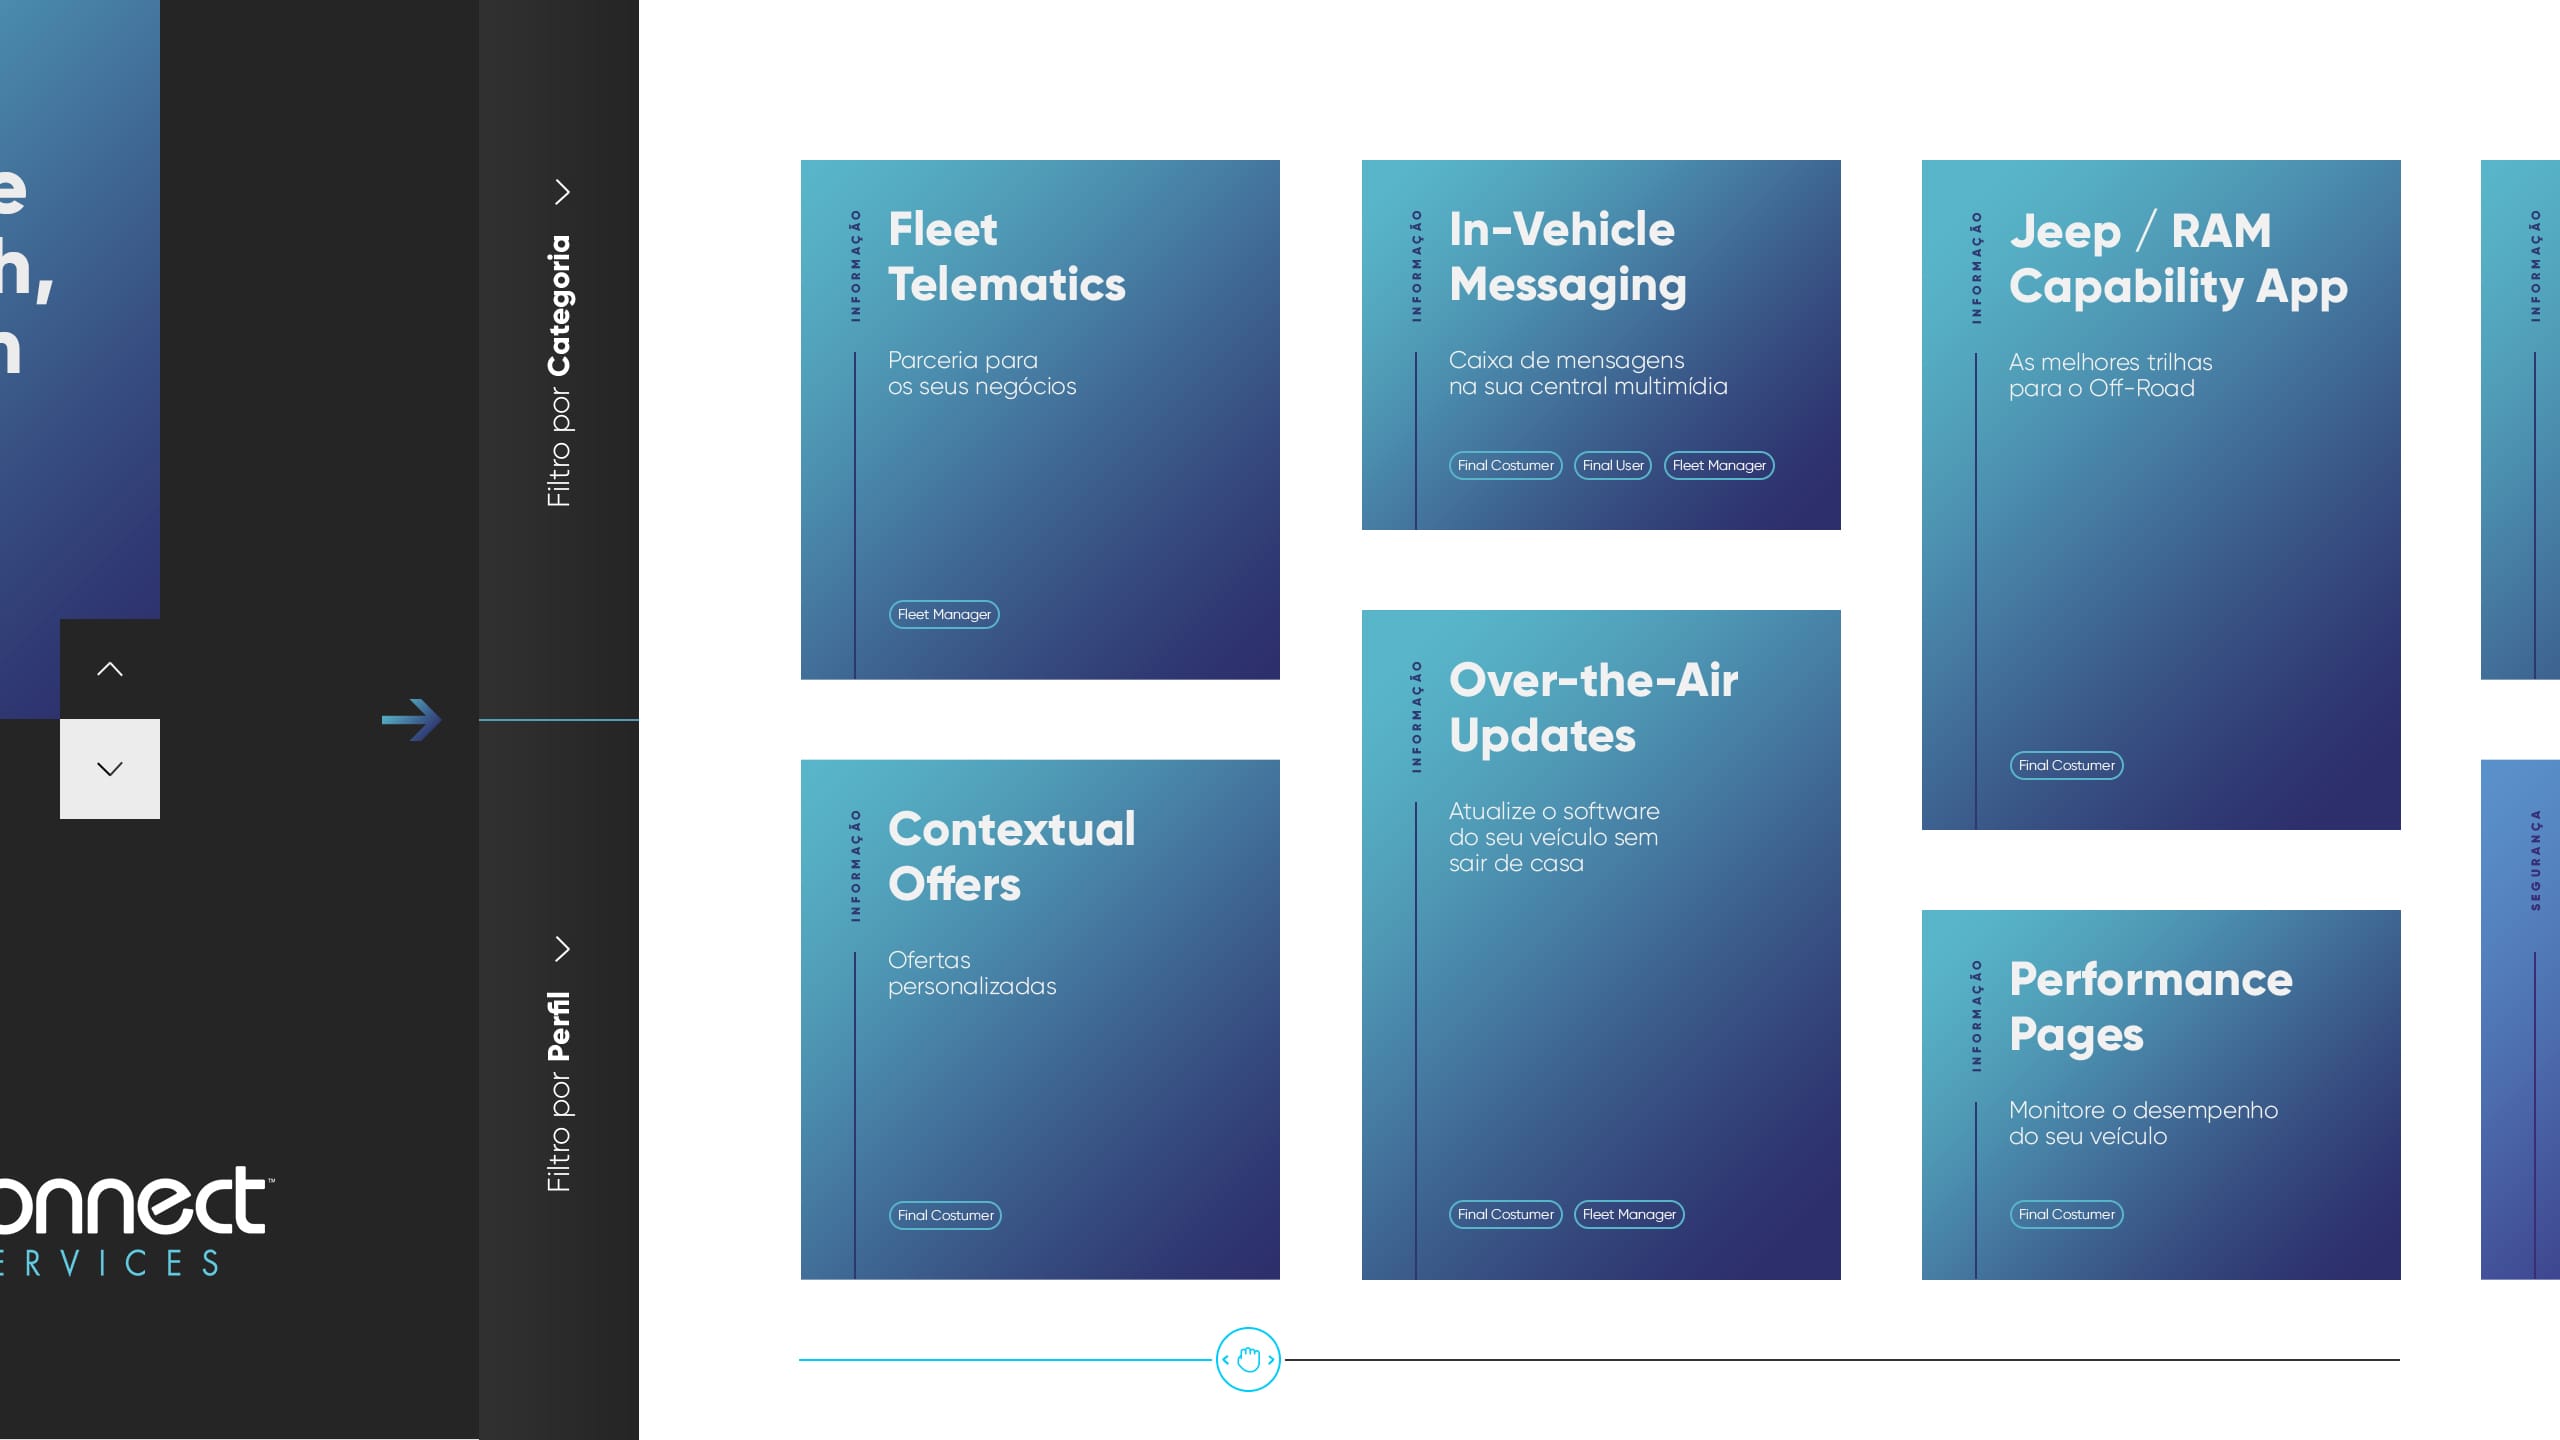 e
h,
n
onnect™
ERVICES
Filtro por Categoria
Filtro por Perfil
INFORMAÇÃO
Fleet
Telematics
Parceria para
os seus negócios
Fleet Manager
INFORMAÇÃO
Contextual
Offers
Ofertas
personalizadas
Final Costumer
INFORMAÇÃO
In-Vehicle
Messaging
Caixa de mensagens
na sua central multimídia
Final Costumer Final User Fleet Manager
INFORMAÇÃO
Over-the-Air
Updates
Atualize o software
do seu veículo sem
sair de casa
Final Costumer Fleet Manager
INFORMAÇÃO
Jeep / RAM
Capability App
As melhores trilhas
para o Off-Road
Final Costumer
INFORMAÇÃO
Performance
Pages
Monitore o desempenho
do seu veículo
Final Costumer
INFORMAÇÃO
SEGURANÇA